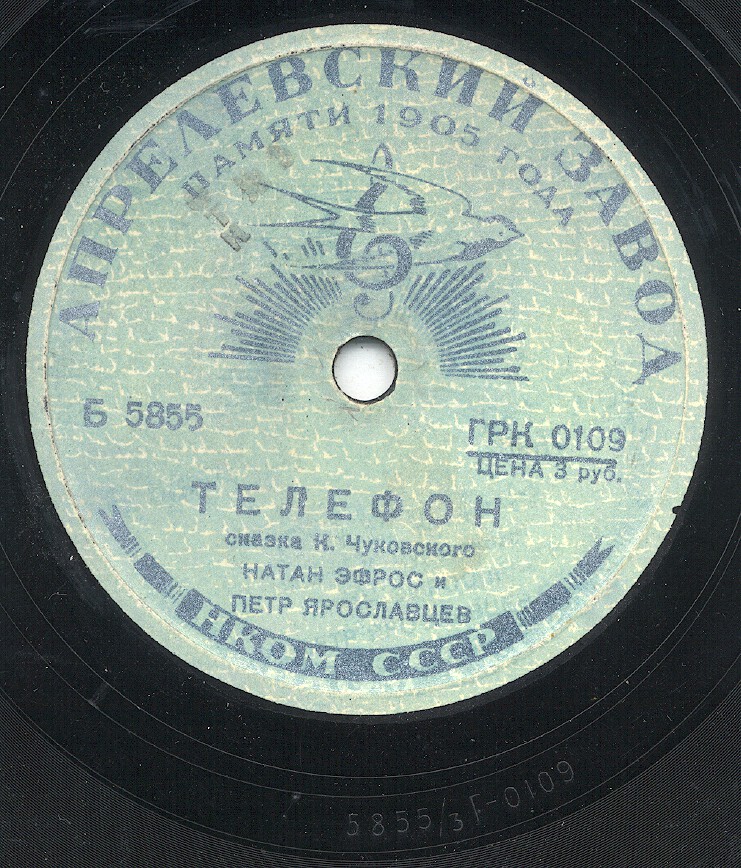 АПРЕЛЕВСКИЙ ЗАВОД
ПАМЯТИ 1905 ГОДА
Б 5855
ГРК 0109
ЦЕНА 3 руб.
ТЕЛЕФОН
сказка К. Чуковского
НАТАН ЭФРОС и
ПЕТР ЯРОСЛАВЦЕВ
НКОМ СССР
5855/3 Г-0109